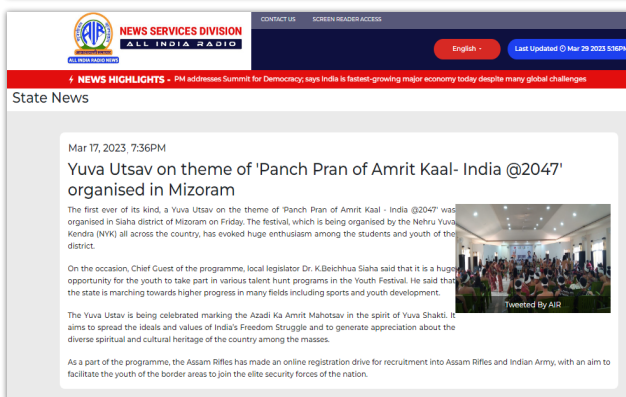 CONTACT US SCREEN READER ACCESS
NEWS SERVICES DIVISION
ALL INDIA RADIO
ALL INDIA RADIO NEWS
English
Last Updated Mar 29 2023 5:16PM
NEWS HIGHLIGHTS - PM addresses Summit for Democracy; says India is fastest-growing major economy today despite many global challenges
State News
Mar 17, 2023, 7:36PM
Yuva Utsav on theme of 'Panch Pran of Amrit Kaal- India @2047'
organised in Mizoram
The first ever of its kind, a Yuva Utsav on the theme of 'Panch Pran of Amrit Kaal - India @2047' was
organised in Siaha district of Mizoram on Friday. The festival, which is being organised by the Nehru Yuva
Kendra (NYK) all across the country, has evoked huge enthusiasm among the students and youth of the
district.
On the occasion, Chief Guest of the programme, local legislator Dr. K.Beichhua Siaha said that it is a huge
opportunity for the youth to take part in various talent hunt programs in the Youth Festival. He said that
the state is marching towards higher progress in many fields including sports and youth development.
Tweeted By AIR
The Yuva Ustav is being celebrated marking the Azadi Ka Amrit Mahotsav in the spirit of Yuva Shakti. It
aims to spread the ideals and values of India's Freedom Struggle and to generate appreciation about the
diverse spiritual and cultural heritage of the country among the masses.
As a part of the programme, the Assam Rifles has made an online registration drive for recruitment into Assam Rifles and Indian Army, with an aim to
facilitate the youth of the border areas to join the elite security forces of the nation.